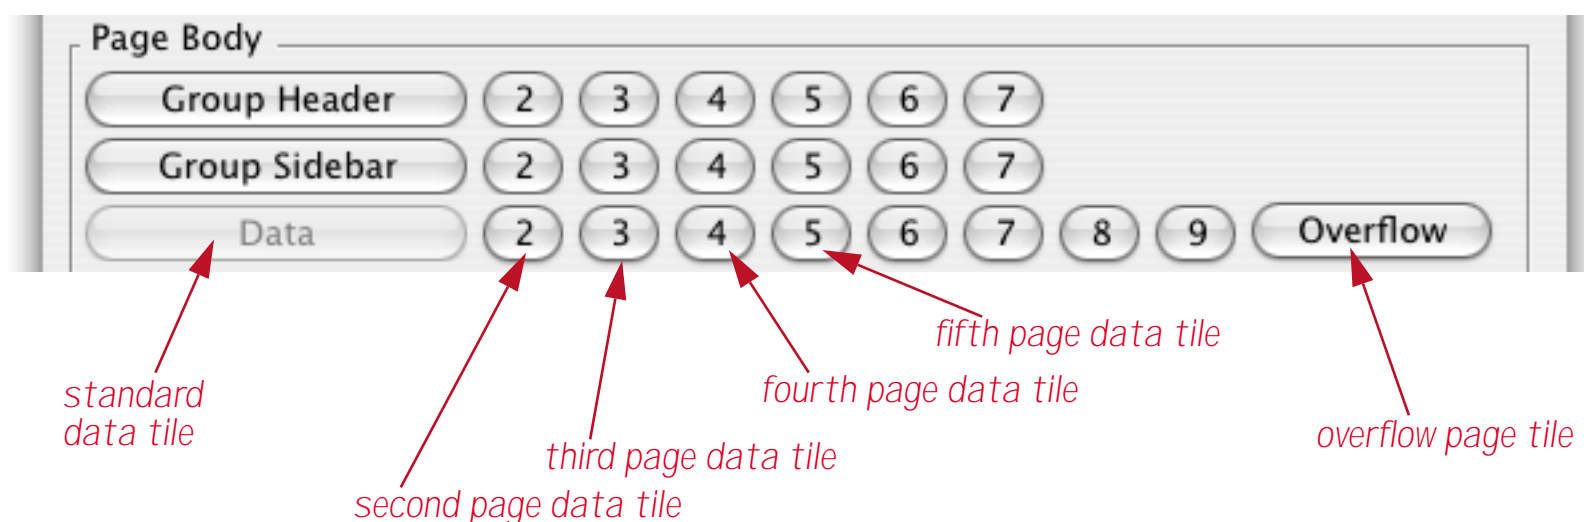 Page Body
Group Header 2 3 4 5 6 7
Group Sidebar 2 3 4 5 6 7
Data 2 3 4 5 6 7 8 9 Overflow
fifth page data tile
standard
data tile
fourth page data tile
overflow page tile
third page data tile
second page data tile